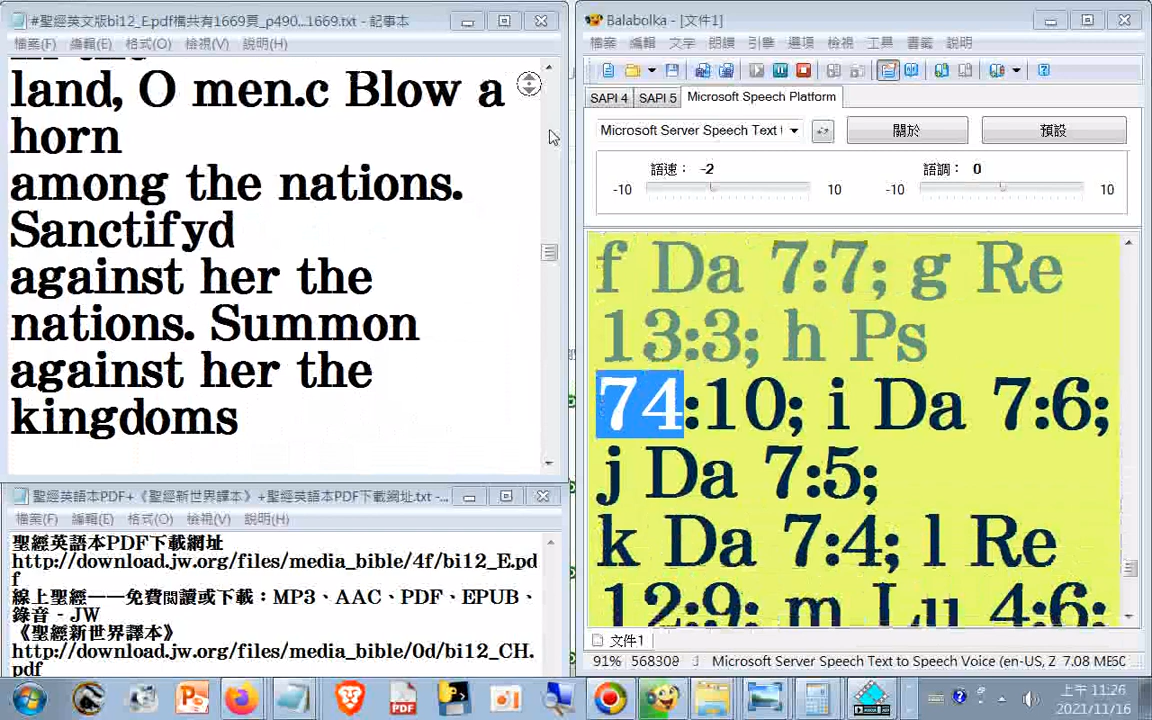 #聖經英文版bi12_E.pdf檔共有1669頁_p490...1669.txt - 記事本
檔案(F) 編輯(E) 格式(O) 檢視(V) 說明(H)
land, O men.c Blow a
horn
among the nations.
Sanctifyd
against her the
nations. Summon
against her the
kingdoms
聖經英語本PDF+《聖經新世界譯本》+聖經英語本PDF下載網址.txt -...
檔案(F) 編輯(E) 格式(O) 檢視(V) 說明(H)
聖經英語本PDF下載網址
http://download.jw.org/files/media_bible/4f/bi12_E.pd
f
線上聖經——免費閱讀或下載：MP3、AAC、PDF、EPUB、
錄音 - JW
《聖經新世界譯本》
http://download.jw.org/files/media_bible/0d/bi12_CH.
pdf
Balabolka - [文件1]
檔案 編輯 文字 朗讀 引擎 選項 檢視 工具 書籤 說明
SAPI 4 SAPI 5 Microsoft Speech Platform
Microsoft Server Speech Text 關於 預設
語速： -2 語調： 0
-10 10 -10 10
f Da 7:7; g Re
13:3; h Ps
74:10; i Da 7:6;
j Da 7:5;
k Da 7:4; l Re
12:9; m Lu 4:6;
文件1
91% 568309 Microsoft Server Speech Text to Speech Voice (en-US, Z 7.08 ME
PDF
上午 11:26
2021/11/16